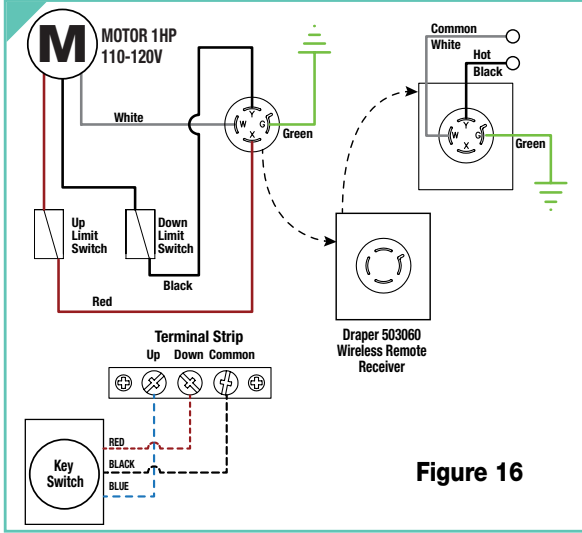 M
MOTOR 1HP
110-120V
White
Y
W
G
X
Green
Common
White
Hot
Black
Y
W
G
X
Green
Up
Limit
Switch
Down
Limit
Switch
Black
Red
Draper 503060
Wireless Remote
Receiver
Terminal Strip
Up Down Common
RED
BLACK
BLUE
Key
Switch
Figure 16